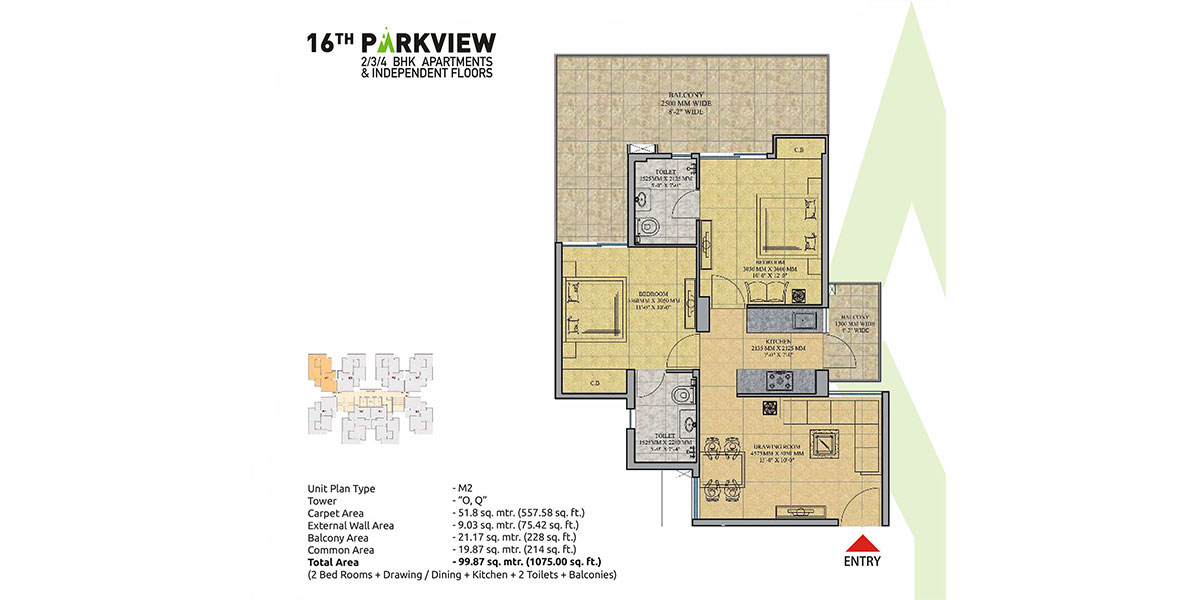 16TH PARKVIEW
2/3/4 BHK APARTMENTS
& INDEPENDENT FLOORS
BALCONY
2500 MM WIDE
8'-2" WIDE
C.B
TOILET
1525MM X 2125 MM
5'-0" 7'-0"
BEDROOM
3050 MM X 3660 MM
10'-0" X 12'-0"
BEDROOM
3360MM X 3050 MM
11'-0" X 10'-0"
BALCONY
1300 MM WIDE
4'-3" WIDE
KITCHEN
2135 MM X 2125 MM
7'-0" X 7'-0"
C.B
TOILET
1525MM X 2250 MM
5'-0" X 7'-4"
DRAWING ROOM
4575MM X 3050 MM
15'-0" X 10'-0"
Unit Plan Type - M2
Tower - “O, Q”
Carpet Area - 51.8 sq. mtr. (557.58 sq. ft.)
External Wall Area - 9.03 sq. mtr. (75.42 sq. ft.)
Balcony Area - 21.17 sq. mtr. (228 sq. ft.)
Common Area - 19.87 sq. mtr. (214 sq. ft.)
Total Area - 99.87 sq. mtr. (1075.00 sq. ft.)
(2 Bed Rooms + Drawing / Dining + Kitchen + 2 Toilets + Balconies)
ENTRY